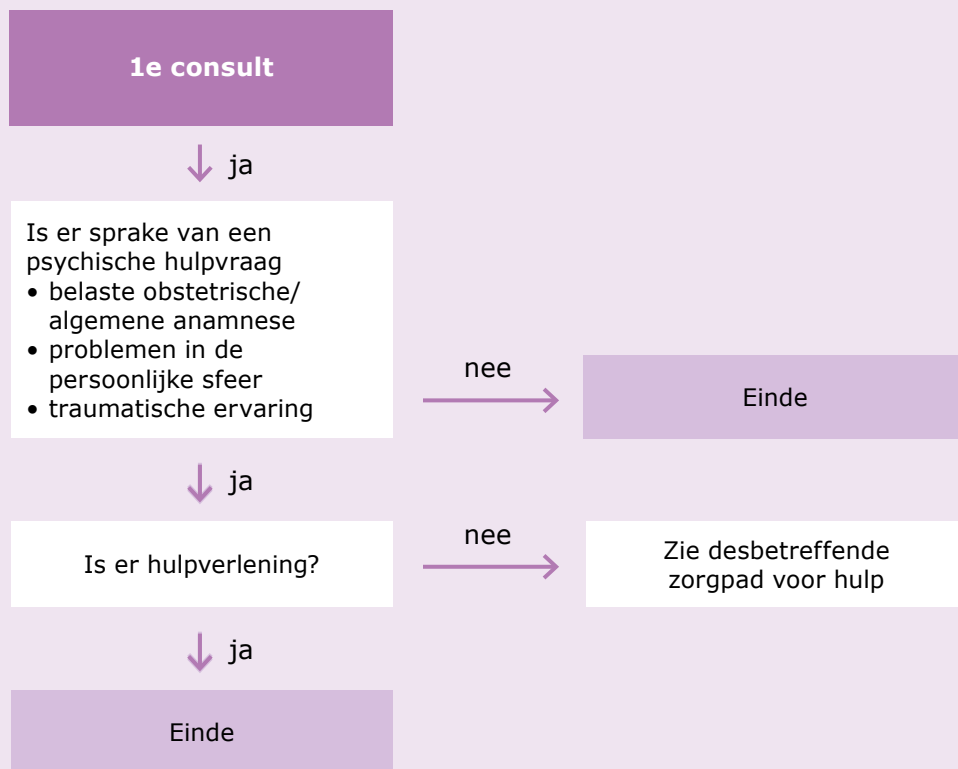 1e consult
ja
Is er sprake van een
psychische hulpvraag
• belaste obstetrische/
algemene anamnese
• problemen in de
persoonlijke sfeer
• traumatische ervaring
nee
Einde
ja
Is er hulpverlening?
nee
Zie desbetreffende
zorgpad voor hulp
ja
Einde